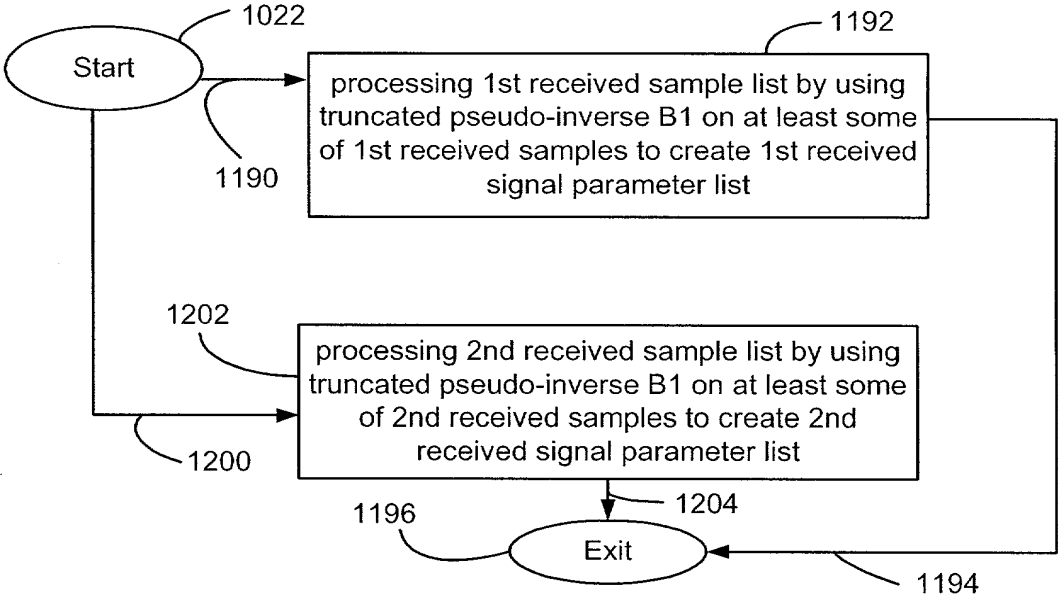 1022
Start
1192
processing 1st received sample list by using
truncated pseudo-inverse B1 on at least some
of 1st received samples to create 1st received
signal parameter list
1190
1202
processing 2nd received sample list by using
truncated pseudo-inverse B1 on at least some
of 2nd received samples to create 2nd
received signal parameter list
1200
1204
1196
Exit
1194